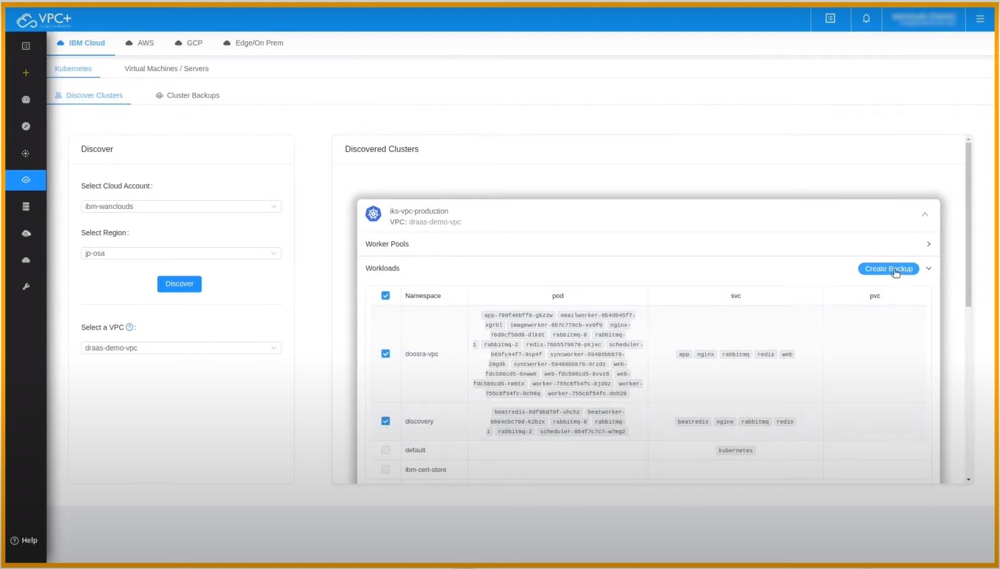 VPC+
CLOUD MIGRATION
IBM Cloud AWS GCP Edge/On Prem
Kubernetes Virtual Machines / Servers
Discover Clusters Cluster Backups
Discover
Select Cloud Account:
ibm-wanclouds
Select Region:
jp-osa
Discover
Select a VPC ? :
draas-demo-vpc
Discovered Clusters
iks-vpc-production
VPC: draas-demo-vpc
Worker Pools
Workloads Create Backup
Namespace pod svc pvc
doosra-vpc
app-798f46bff9-gkzzw emailworker-6b4d945f7-
xgrbl imageworker-6b7c778cb-xv9f9 nginx-
76d9cf58d9-dlk6t rabbitmq-0 rabbitmq-
1 rabbitmq-2 redis-76b5579679-pkjvc scheduler-
b69fc44f7-9sp4f syncworker-59486bbb76-
28gdk syncworker-59486bbb76-6rzdz web-
fdc586cd5-6xww9 web-fdc586cd5-8vvz8 web-
fdc586cd5-rm6tx worker-755c6f54fc-8jd9z worker-
755c6f54fc-bch8q worker-755c6f54fc-dnh29
app nginx rabbitmq redis web
discovery
beatredis-8df9bd79f-shchz beatworker-
6884cbc79d-k2bzx rabbitmq-0 rabbitmq-
1 rabbitmq-2 scheduler-854f7c7c7-w7mg2
beatredis nginx rabbitmq redis
default kubernetes
ibm-cert-store
? Help